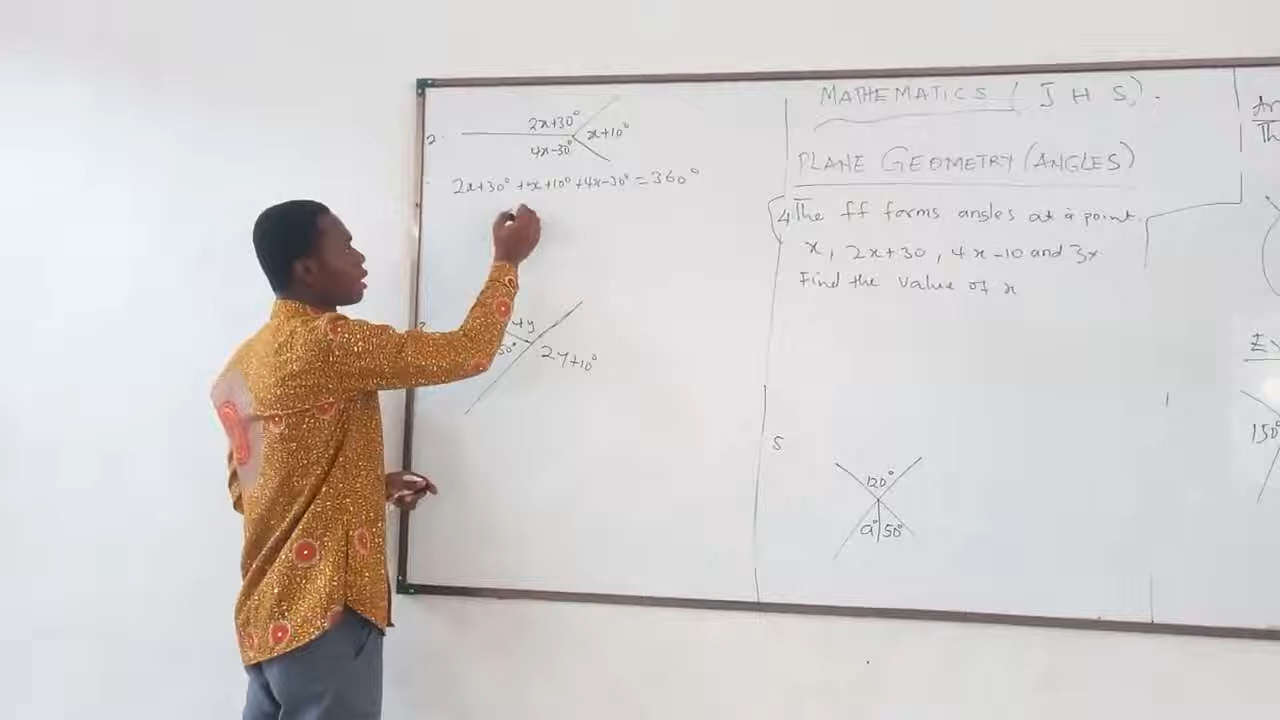 2.
2x+30°
x+10°
4x-30°
2x+30° +x+10° +4x-30° = 360°
4y
50°
2y+10°
MATHEMATICS (J H S).
PLANE GEOMETRY (ANGLES)
4 The ff forms angles at a point.
x, 2x+30, 4x-10 and 3x
Find the value of x
5
120°
a° 50°
150°